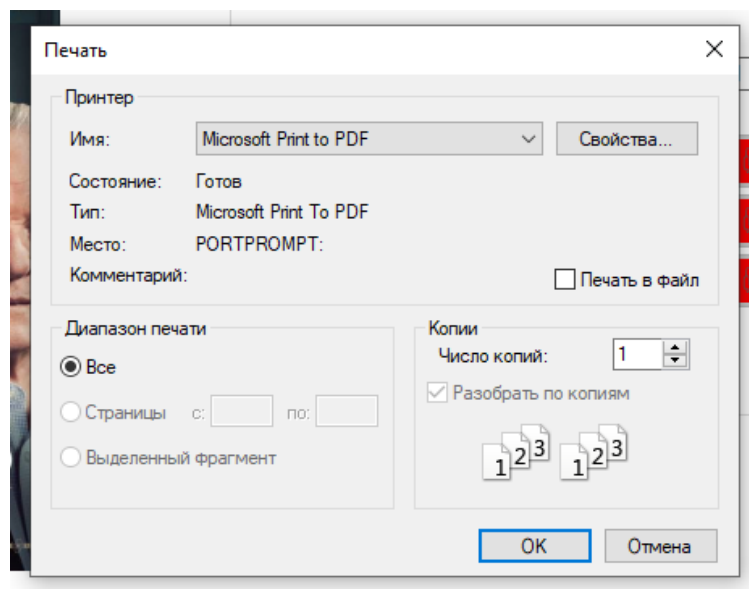 Печать
Принтер
Имя: Microsoft Print to PDF Свойства...
Состояние: Готов
Тип: Microsoft Print To PDF
Место: PORTPROMPT:
Комментарий: Печать в файл
Диапазон печати
Все
Страницы с: по:
Выделенный фрагмент
Копии
Число копий: 1
Разобрать по копиям
1 2 3 1 2 3
OK Отмена